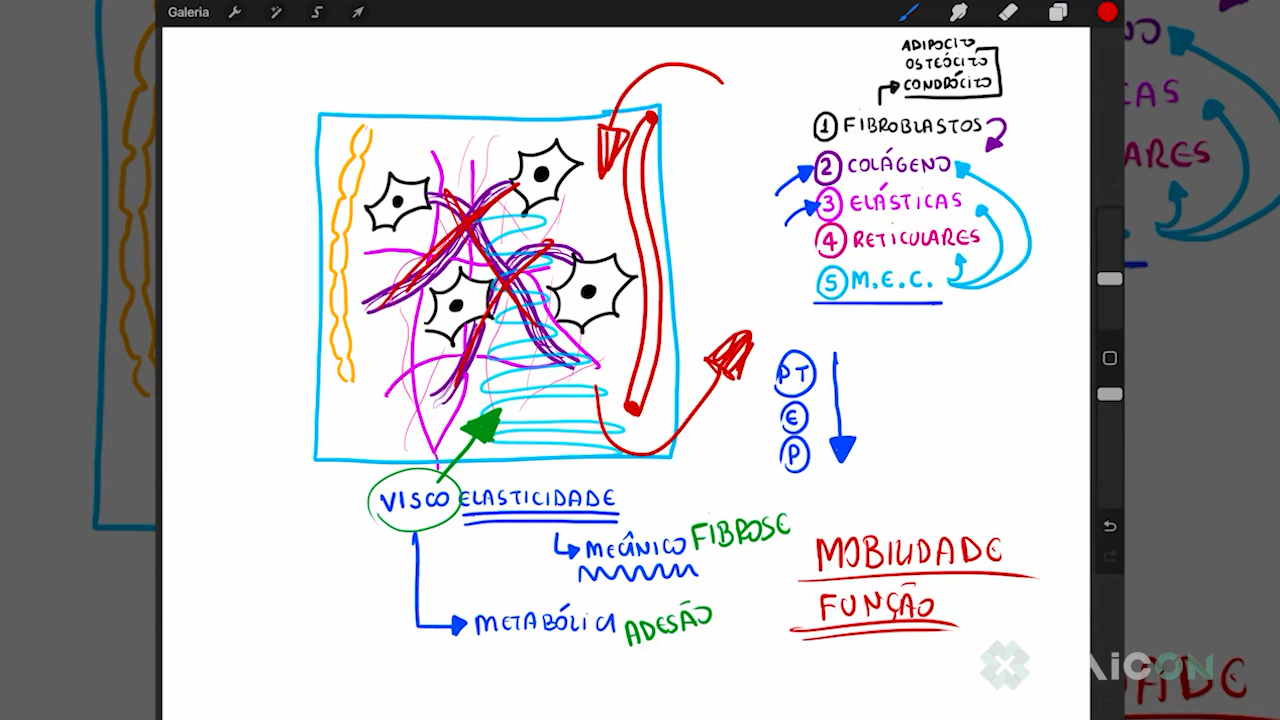 Galeria
ADIPOCITO
OSTEÓCITO
CONDRÓCITO
1 FIBROBLASTOS
2 COLÁGENO
3 ELÁSTICAS
4 RETICULARES
5 M.E.C.
PT
E
P
VISCO ELASTICIDADE
MECÂNICO FIBROSE
METABÓLICA ADESÃO
MOBILIDADE
FUNÇÃO